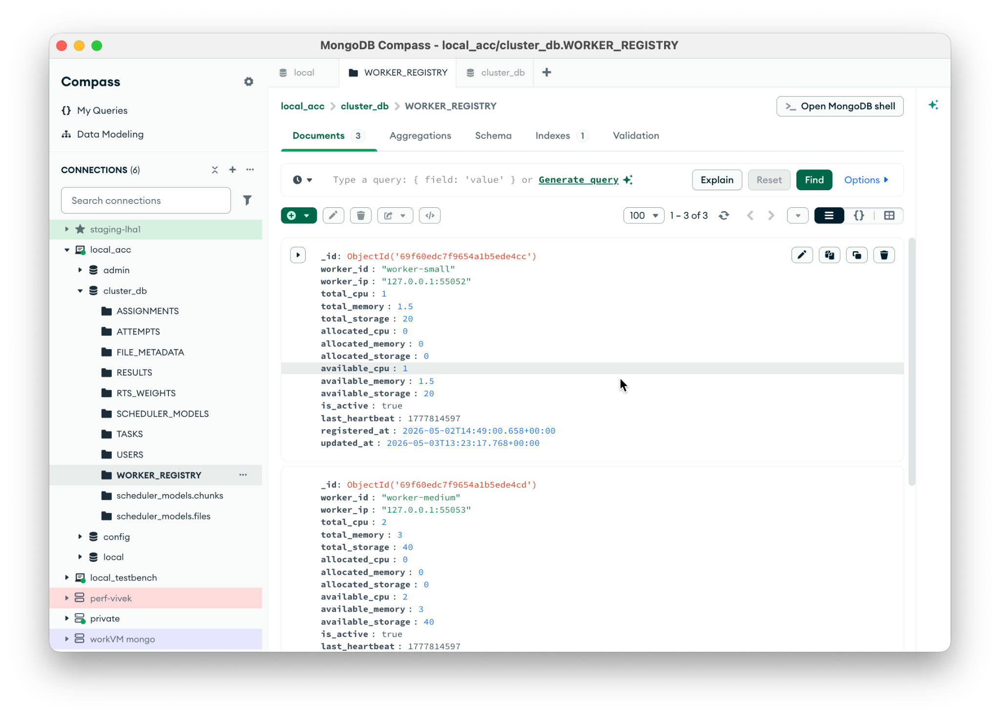 MongoDB Compass - local_acc/cluster_db.WORKER_REGISTRY
Compass
{} My Queries
Data Modeling
CONNECTIONS (6)
Search connections
staging-lha1
local_acc
admin
cluster_db
ASSIGNMENTS
ATTEMPTS
FILE_METADATA
RESULTS
RTS_WEIGHTS
SCHEDULER_MODELS
TASKS
USERS
WORKER_REGISTRY
scheduler_models.chunks
scheduler_models.files
config
local
local_testbench
perf-vivek
private
workVM mongo
local
WORKER_REGISTRY
cluster_db
local_acc > cluster_db > WORKER_REGISTRY
>_ Open MongoDB shell
Documents 3 Aggregations Schema Indexes 1 Validation
Type a query: { field: 'value' } or Generate query
Explain Reset Find Options
100 1 – 3 of 3
_id: ObjectId('69f60edc7f9654a1b5ede4cc')
worker_id : "worker-small"
worker_ip : "127.0.0.1:55052"
total_cpu : 1
total_memory : 1.5
total_storage : 20
allocated_cpu : 0
allocated_memory : 0
allocated_storage : 0
available_cpu : 1
available_memory : 1.5
available_storage : 20
is_active : true
last_heartbeat : 1777814597
registered_at : 2026-05-02T14:49:00.658+00:00
updated_at : 2026-05-03T13:23:17.768+00:00
_id: ObjectId('69f60edc7f9654a1b5ede4cd')
worker_id : "worker-medium"
worker_ip : "127.0.0.1:55053"
total_cpu : 2
total_memory : 3
total_storage : 40
allocated_cpu : 0
allocated_memory : 0
allocated_storage : 0
available_cpu : 2
available_memory : 3
available_storage : 40
is_active : true
last_heartbeat : 1777814597